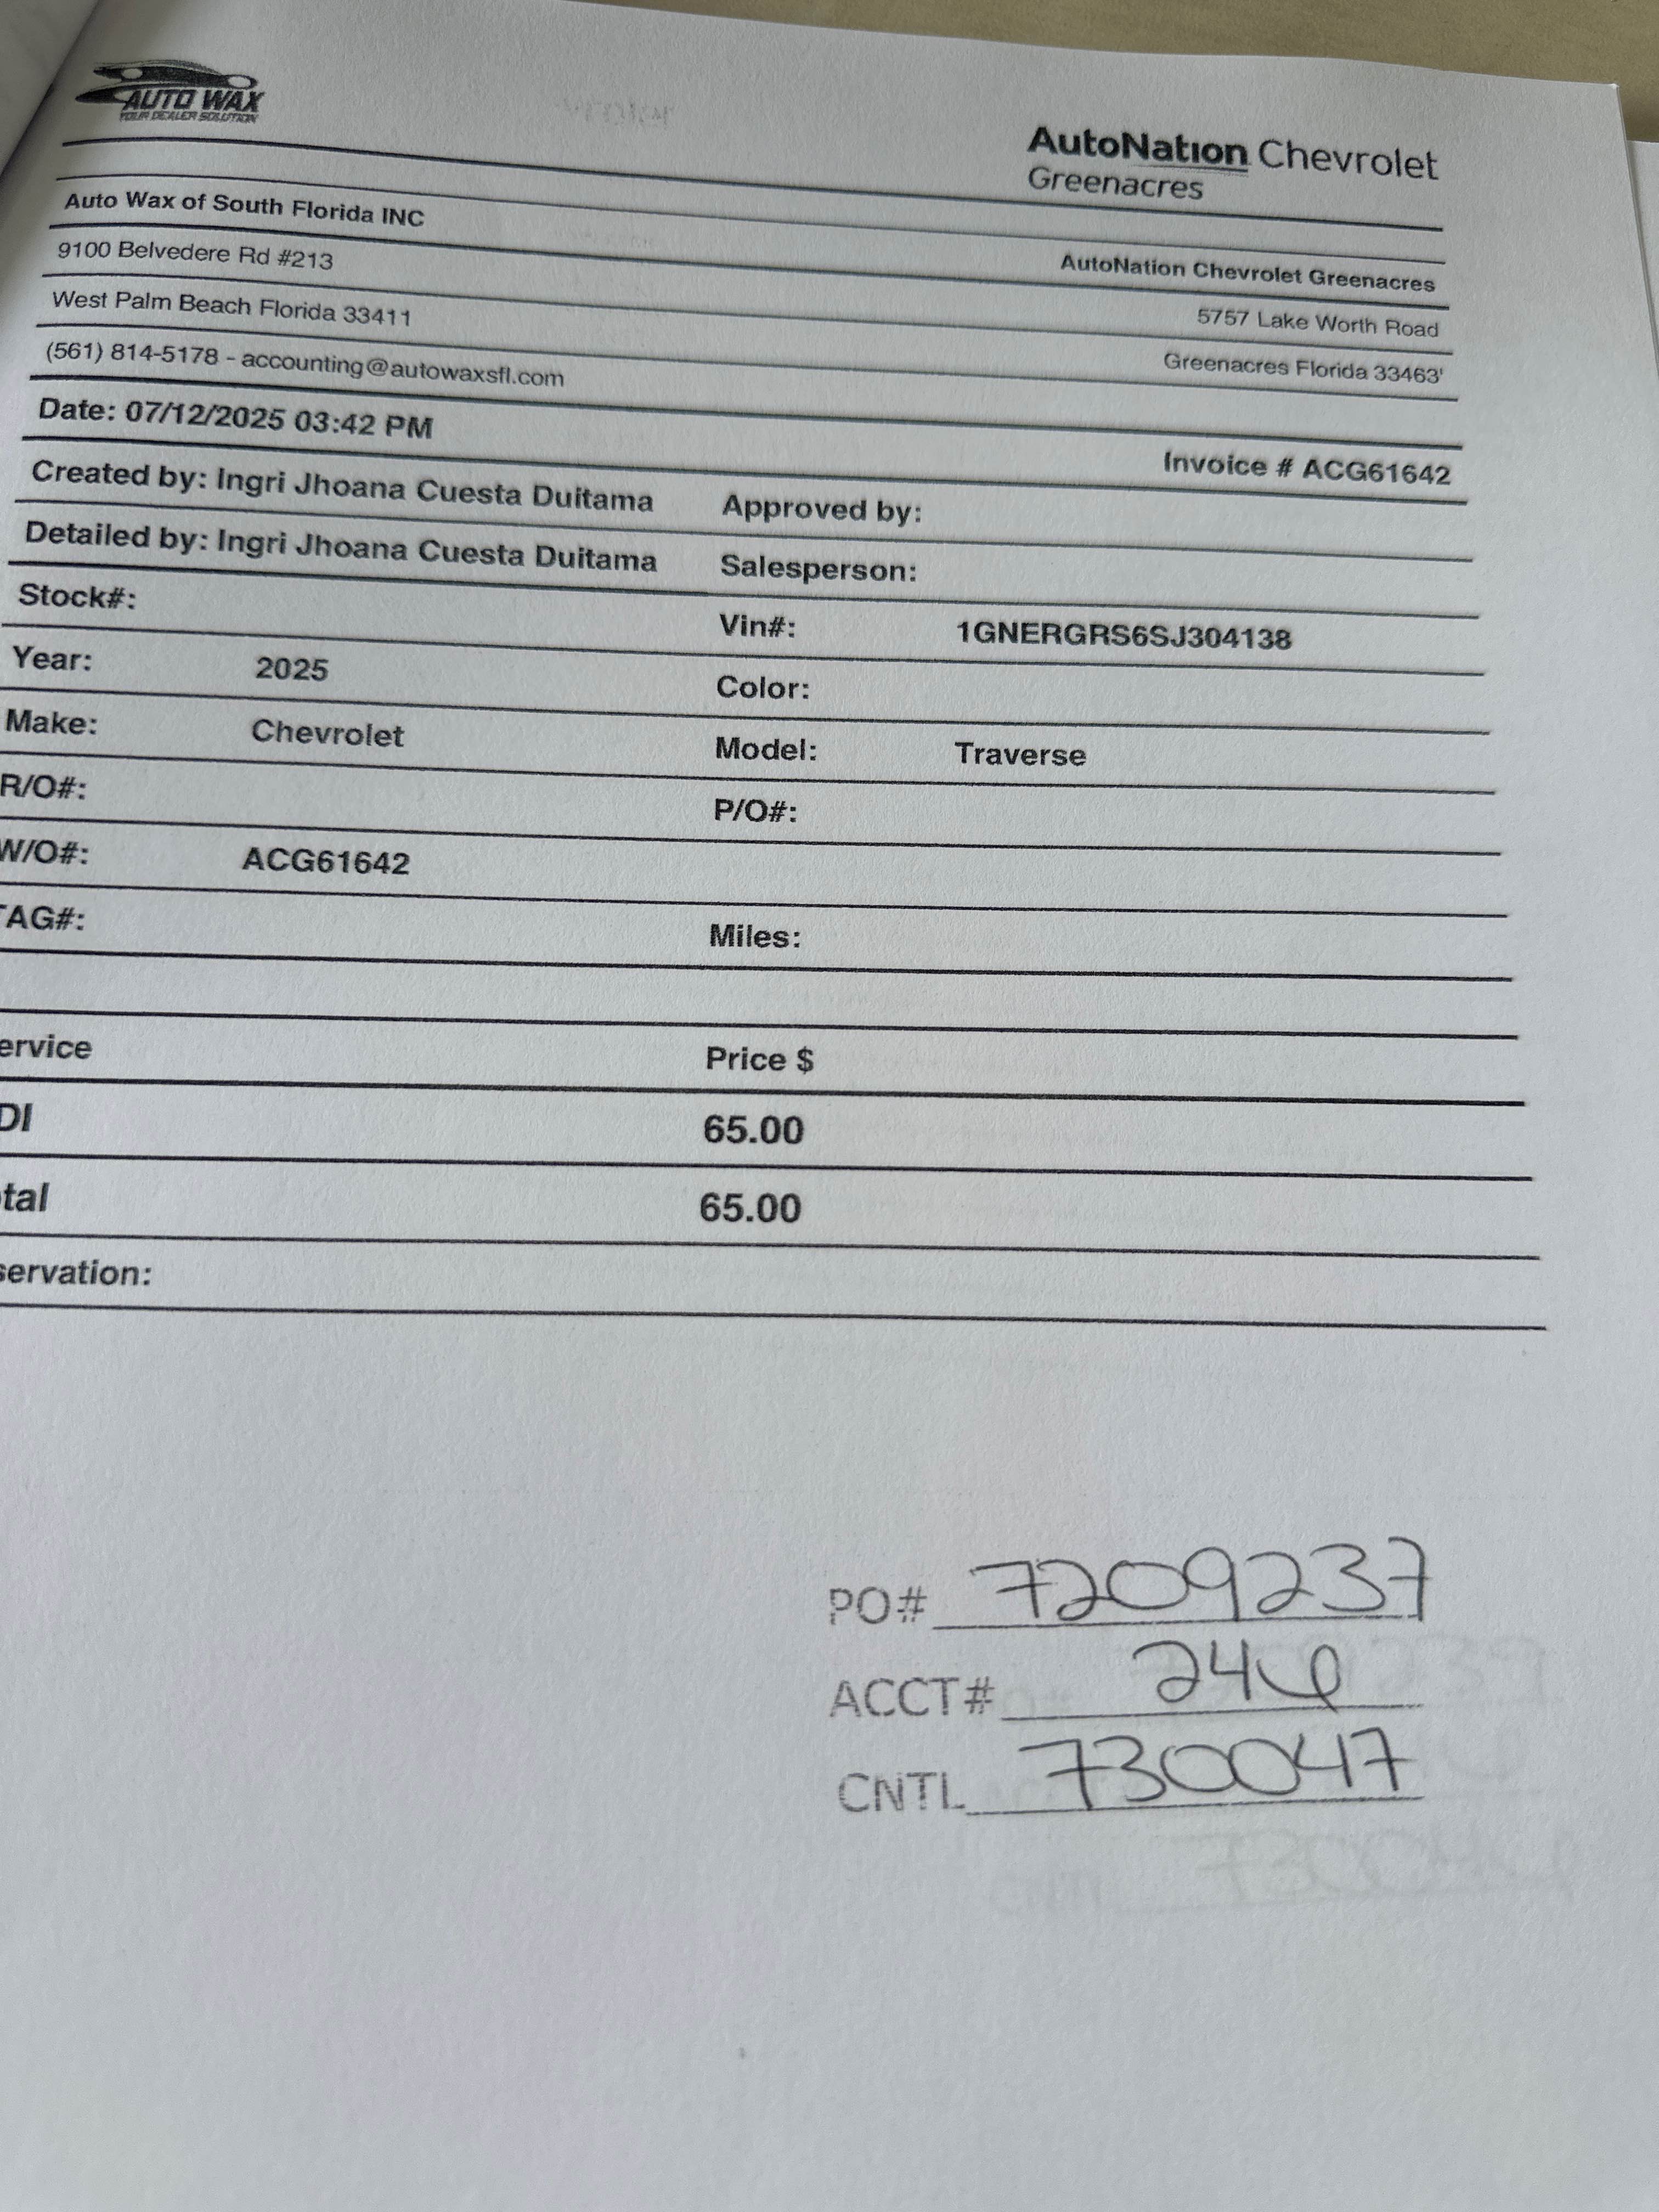 AUTO WAX
YOUR DEALER SOLUTION
AutoNation Chevrolet
Greenacres
Auto Wax of South Florida INC
AutoNation Chevrolet Greenacres
9100 Belvedere Rd #213
5757 Lake Worth Road
West Palm Beach Florida 33411
Greenacres Florida 33463'
(561) 814-5178 - accounting@autowaxsfl.com
Date: 07/12/2025 03:42 PM
Invoice # ACG61642
Created by: Ingri Jhoana Cuesta Duitama Approved by:
Detailed by: Ingri Jhoana Cuesta Duitama Salesperson:
Stock#: Vin#: 1GNERGRS6SJ304138
Year: 2025 Color:
Make: Chevrolet Model: Traverse
R/O#: P/O#:
W/O#: ACG61642
TAG#: Miles:
ervice Price $
DI 65.00
tal 65.00
servation:
PO# 7209237
ACCT# 246
CNTL 730047